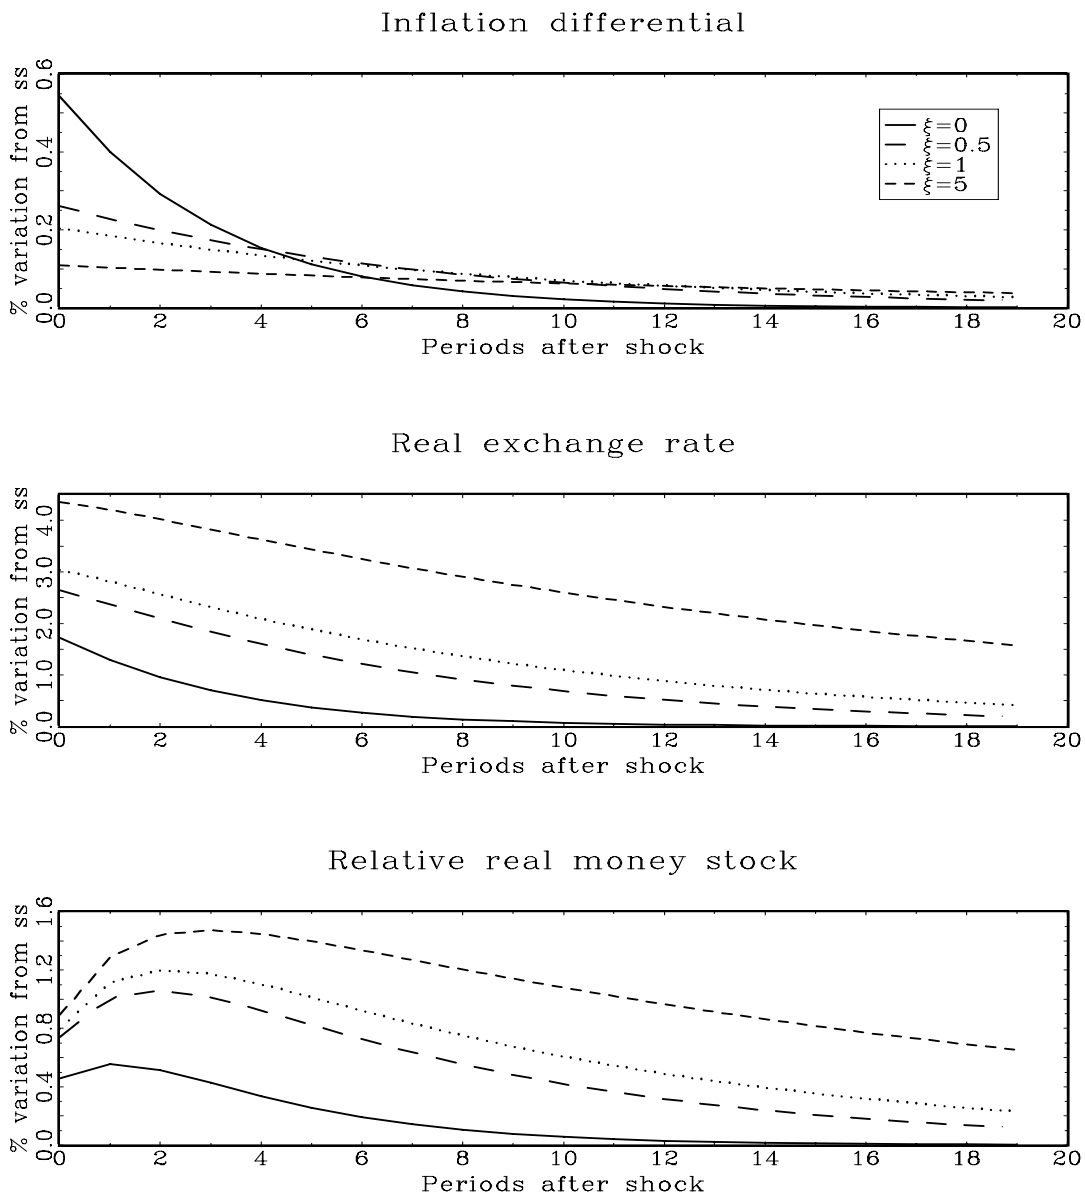 Inflation differential
% variation from ss
0.0 0.2 0.4 0.6
ξ=0
ξ=0.5
ξ=1
ξ=5
0 2 4 6 8 10 12 14 16 18 20
Periods after shock
Real exchange rate
% variation from ss
0.0 1.0 2.0 3.0 4.0
0 2 4 6 8 10 12 14 16 18 20
Periods after shock
Relative real money stock
% variation from ss
0.0 0.4 0.8 1.2 1.6
0 2 4 6 8 10 12 14 16 18 20
Periods after shock